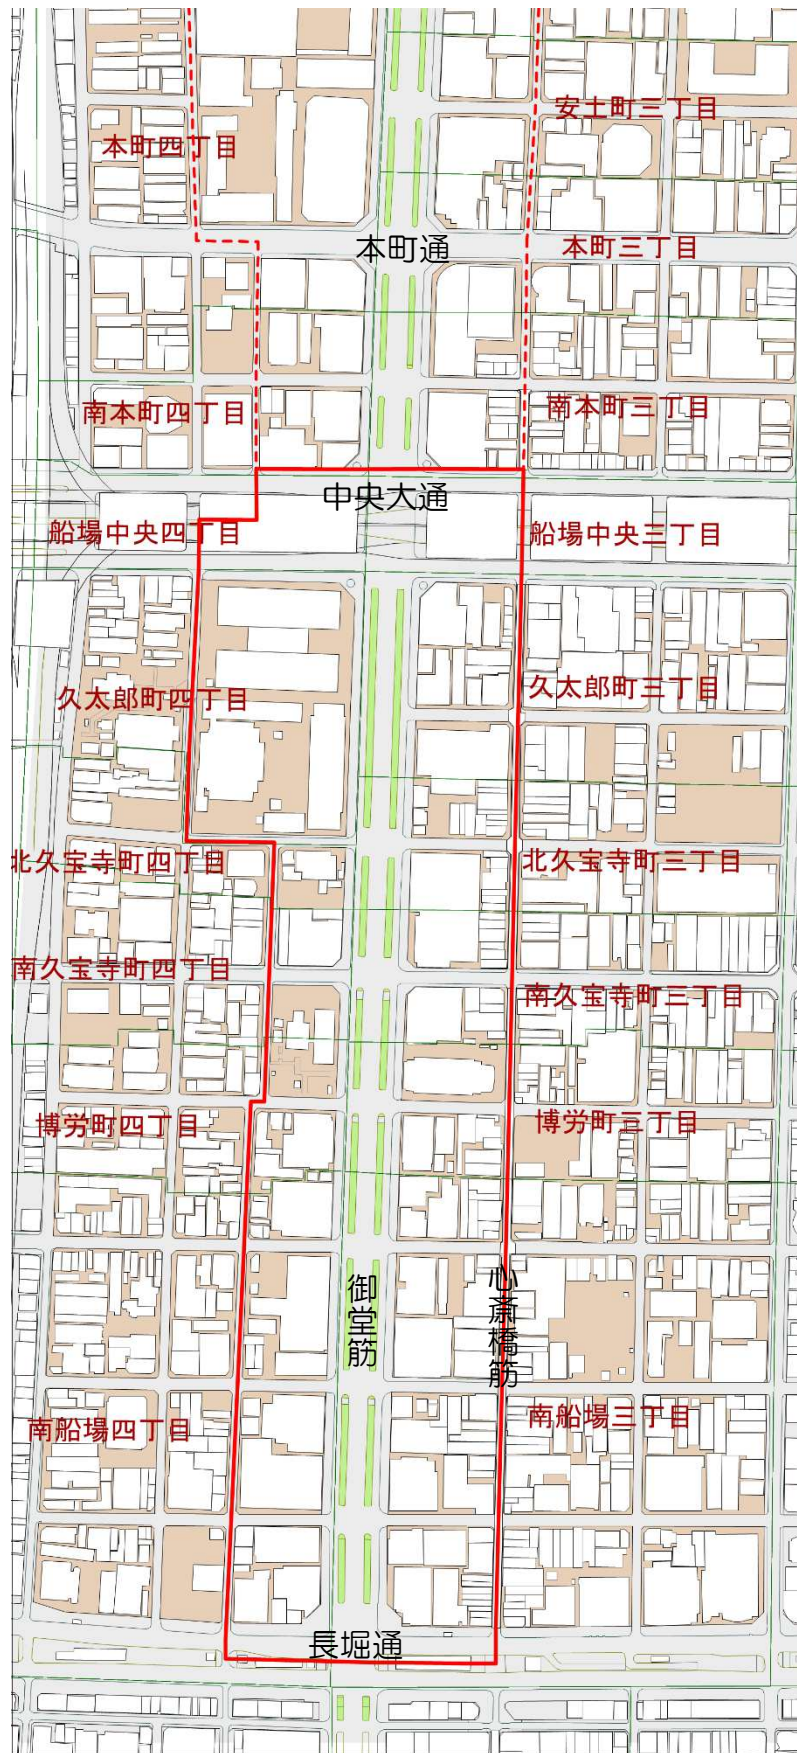 安土町三丁目
本町四丁目
本町通
本町三丁目
南本町四丁目
南本町三丁目
中央大通
船場中央四丁目
船場中央三丁目
久太郎町四丁目
久太郎町三丁目
北久宝寺町四丁目
北久宝寺町三丁目
南久宝寺町四丁目
南久宝寺町三丁目
博労町四丁目
博労町三丁目
御堂筋
心斎橋筋
南船場四丁目
南船場三丁目
長堀通